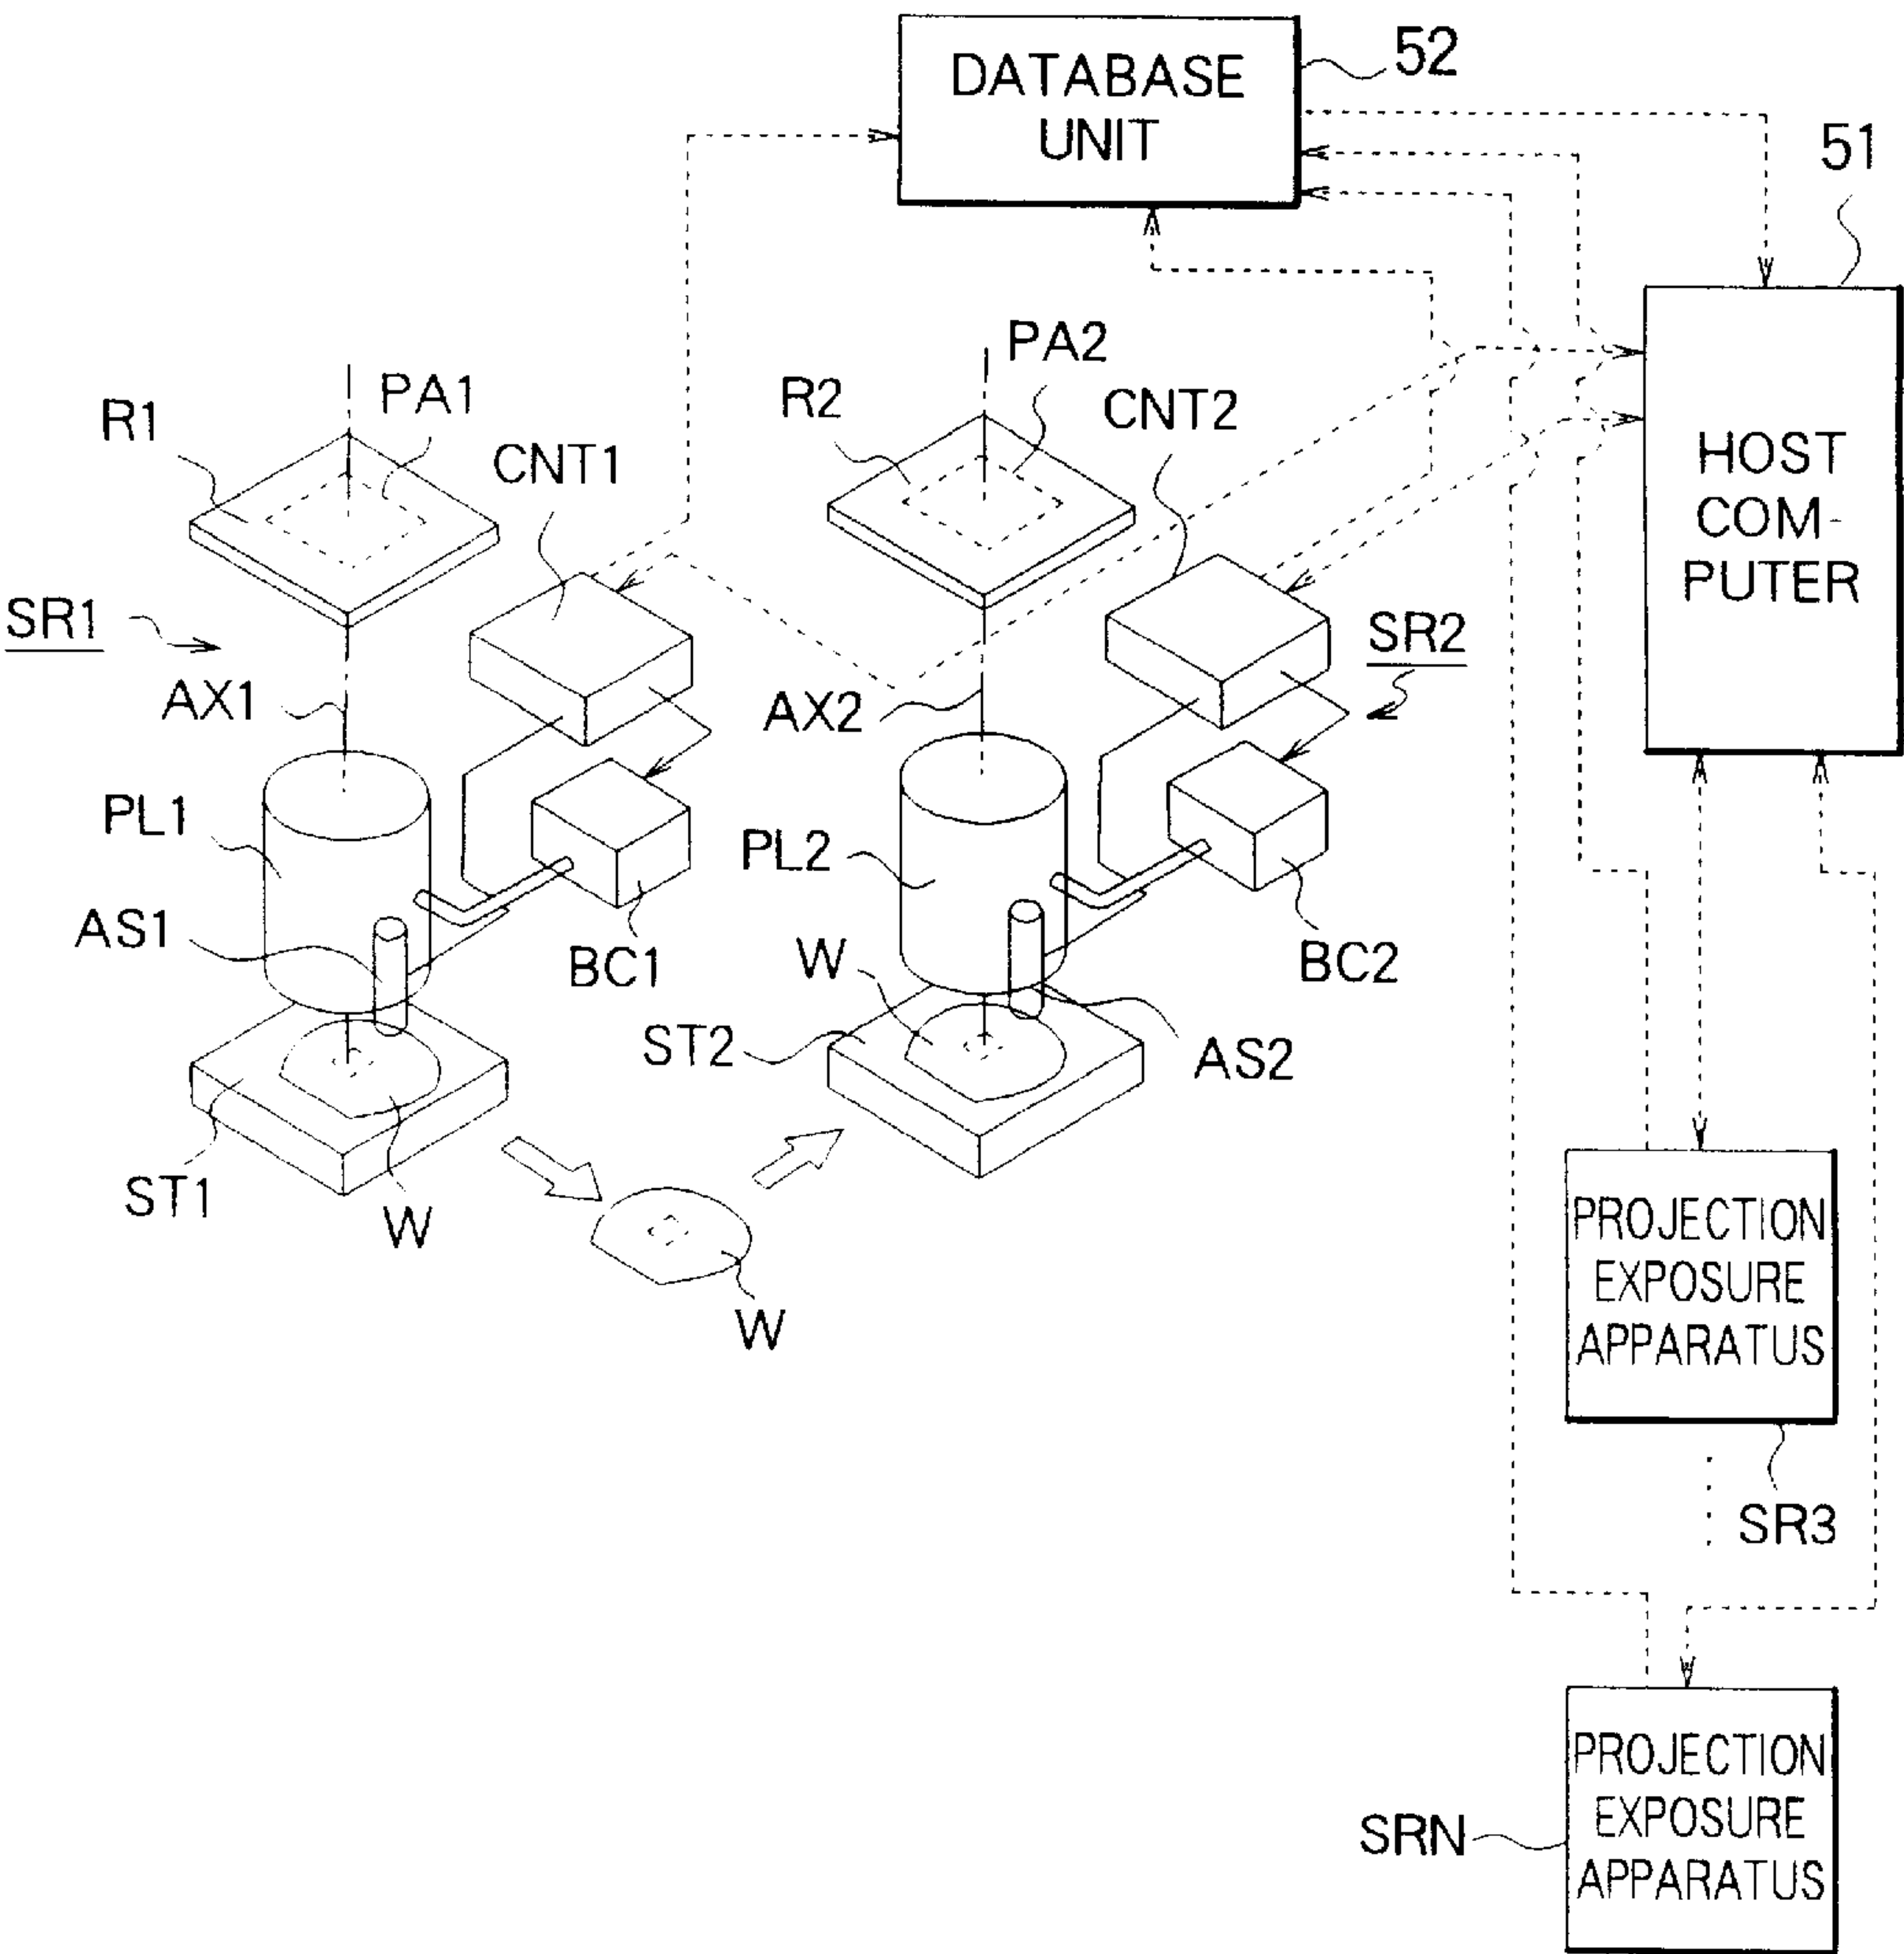 52
DATABASE
UNIT
51
PA2
PA1
R2
CNT2
R1
CNT1
HOST
COM-
PUTER
SR1
SR2
AX1
AX2
PL1
PL2
AS1
BC1
W
BC2
ST2
AS2
ST1
W
W
PROJECTION
EXPOSURE
APPARATUS
SR3
PROJECTION
EXPOSURE
APPARATUS
SRN